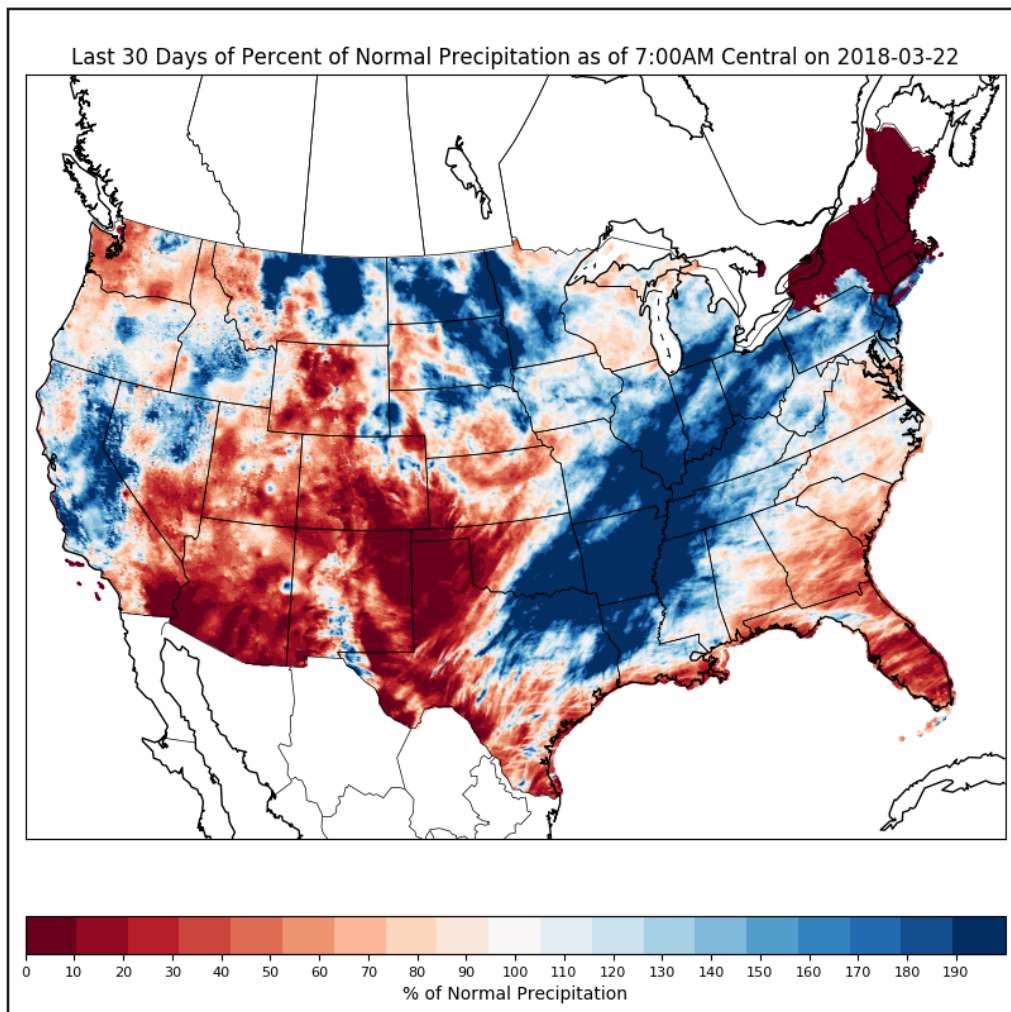 Last 30 Days of Percent of Normal Precipitation as of 7:00AM Central on 2018-03-22
0 10 20 30 40 50 60 70 80 90 100 110 120 130 140 150 160 170 180 190
% of Normal Precipitation